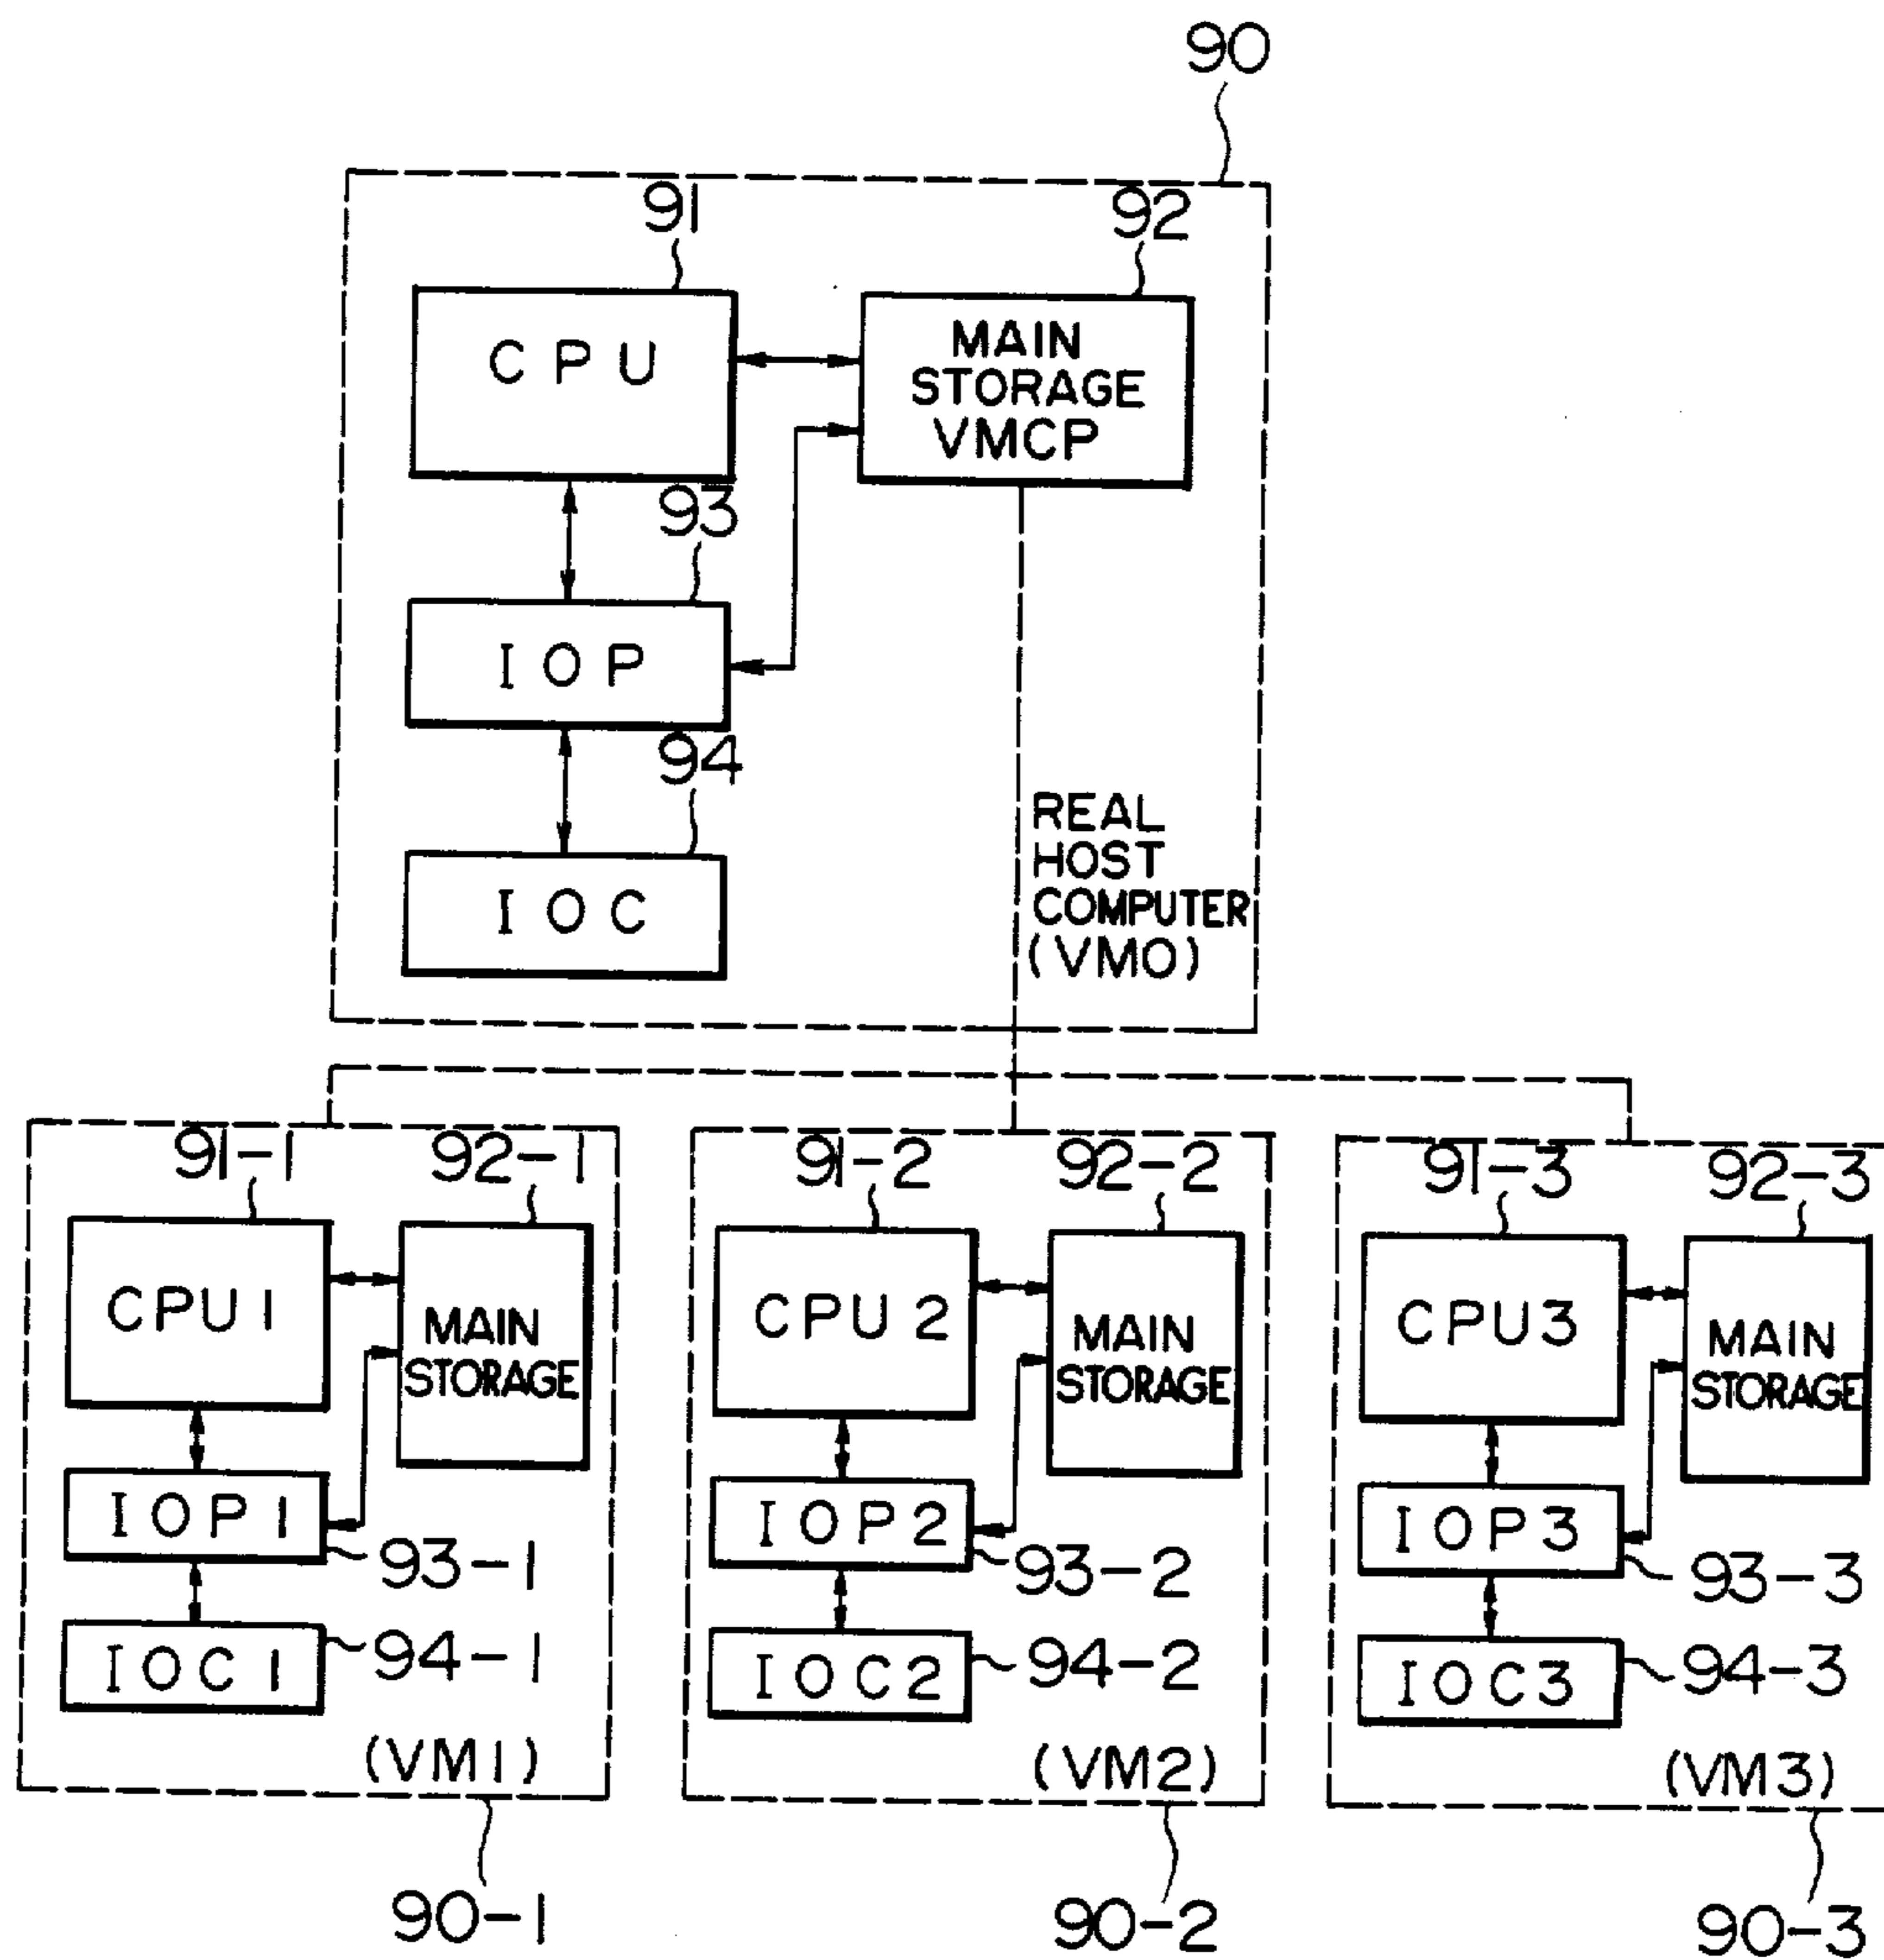 90
91
92
CPU
MAIN
STORAGE
VMCP
93
IOP
94
IOC
REAL
HOST
COMPUTER
(VM0)
91-1
92-1
CPU1
MAIN
STORAGE
IOP1
93-1
IOC1
94-1
(VM1)
90-1
91-2
92-2
CPU2
MAIN
STORAGE
IOP2
93-2
IOC2
94-2
(VM2)
90-2
91-3
92-3
CPU3
MAIN
STORAGE
IOP3
93-3
IOC3
94-3
(VM3)
90-3